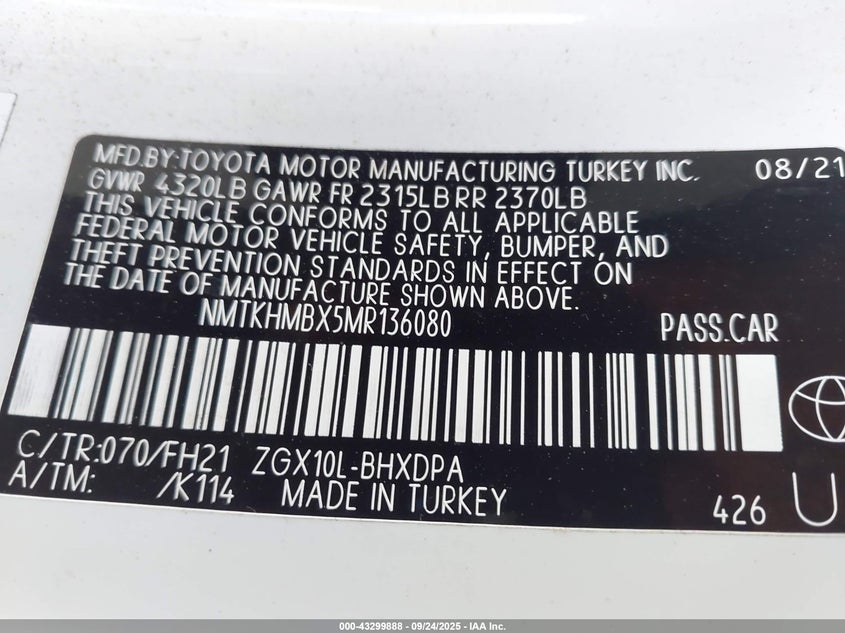 MFD.BY:TOYOTA MOTOR MANUFACTURING TURKEY INC. 08/21
GVWR 4320LB GAWR FR 2315LB RR 2370LB
THIS VEHICLE CONFORMS TO ALL APPLICABLE
FEDERAL MOTOR VEHICLE SAFETY, BUMPER, AND
THEFT PREVENTION STANDARDS IN EFFECT ON
THE DATE OF MANUFACTURE SHOWN ABOVE.
NMTKHMBX5MR136080 PASS.CAR
C/TR:070/FH21 ZGX10L-BHXDPA
A/TM: /K114 MADE IN TURKEY 426 U
000-43299888 - 09/24/2025 - IAA Inc.